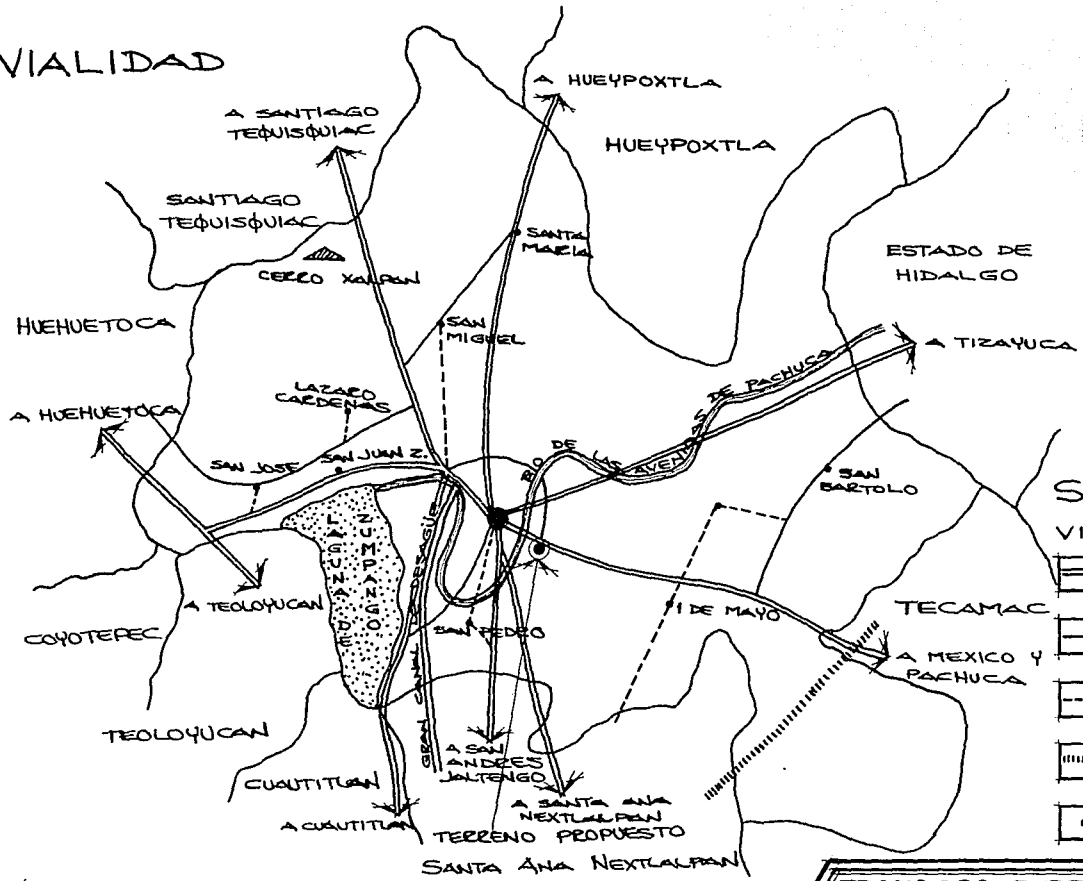 VIALIDAD
A HUEYPOXTLA
A SANTIAGO
TEQUISQUIAC
HUEYPOXTLA
SANTIAGO
TEQUISQUIAC
SANTA
MARIA
ESTADO DE
HIDALGO
CERRO XALPAN
HUEHUETOCA
SAN
MIGUEL
A TIZAYUCA
LAZARO
CARDENAS
A HUEHUETOCA
RIO DE LAS AVENIDAS DE PACHUCA
SAN JOSE
SAN JUAN Z.
SAN
BARTOLO
LAGUNA DE
ZUMPANGO
GRAN CANAL DE DESAGUE
A TEOLOYUCAN
1 DE MAYO
TECAMAC
COYOTEPEC
SAN PEDRO
A MEXICO Y
PACHUCA
TEOLOYUCAN
CUAUTITLAN
A SAN
ANDRES
JALTENGO
A CUAUTITLAN
A SANTA ANA
NEXTLALPAN
TERRENO PROPUESTO
SANTA ANA NEXTLALPAN